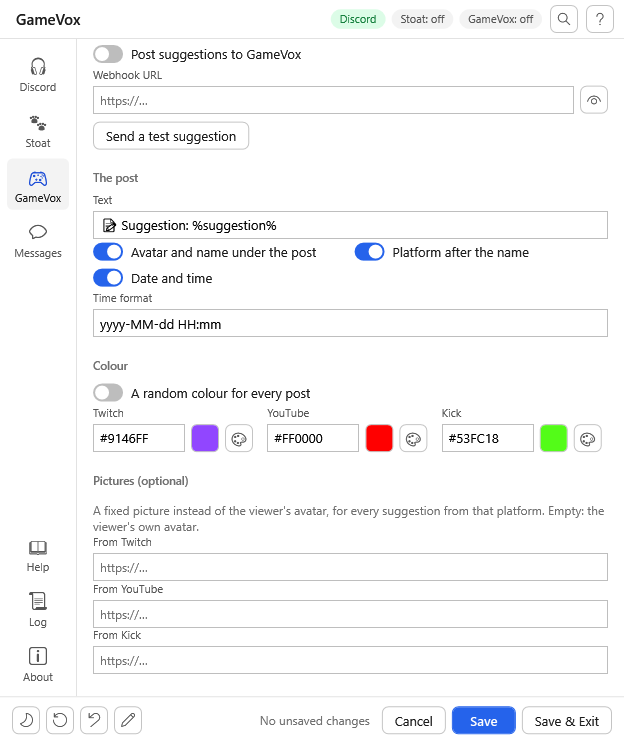 GameVox
Discord
Stoat: off
GameVox: off
?
Discord
Stoat
GameVox
Messages
Help
Log
About
Post suggestions to GameVox
Webhook URL
https://...
Send a test suggestion
The post
Text
Suggestion: %suggestion%
Avatar and name under the post
Platform after the name
Date and time
Time format
yyyy-MM-dd HH:mm
Colour
A random colour for every post
Twitch
YouTube
Kick
#9146FF
#FF0000
#53FC18
Pictures (optional)
A fixed picture instead of the viewer's avatar, for every suggestion from that platform. Empty: the
viewer's own avatar.
From Twitch
https://...
From YouTube
https://...
From Kick
https://...
No unsaved changes
Cancel
Save
Save & Exit